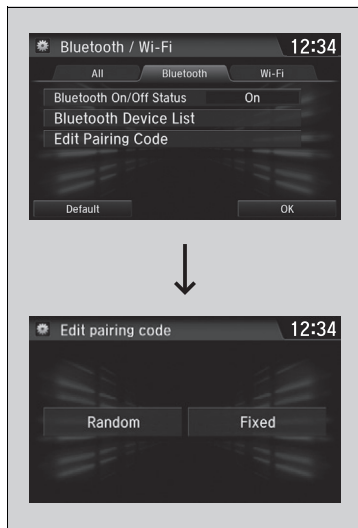 Bluetooth / Wi-Fi 12:34
All Bluetooth Wi-Fi
Bluetooth On/Off Status On
Bluetooth Device List
Edit Pairing Code
Default OK
Edit pairing code 12:34
Random Fixed